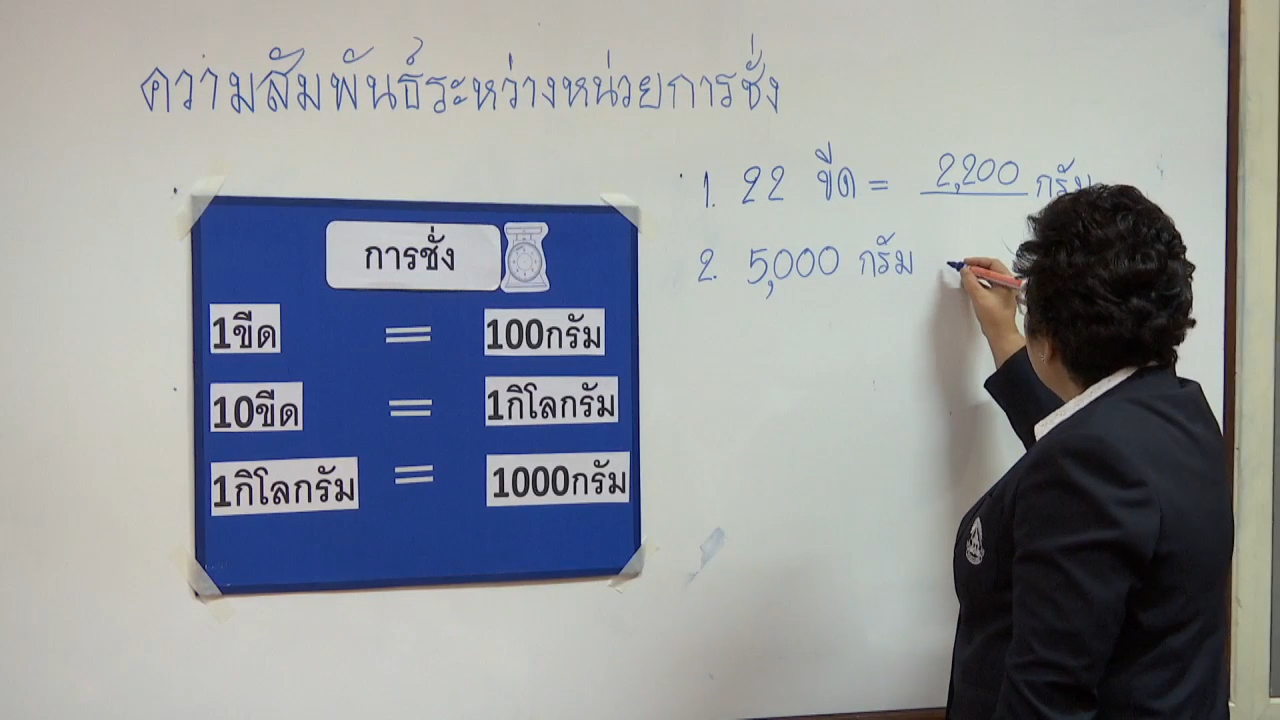 ความสัมพันธ์ระหว่างหน่วยการชั่ง
การชั่ง
1ขีด = 100กรัม
10ขีด = 1กิโลกรัม
1กิโลกรัม = 1000กรัม
1. 22 ขีด = 2,200 กรัม
2. 5,000 กรัม